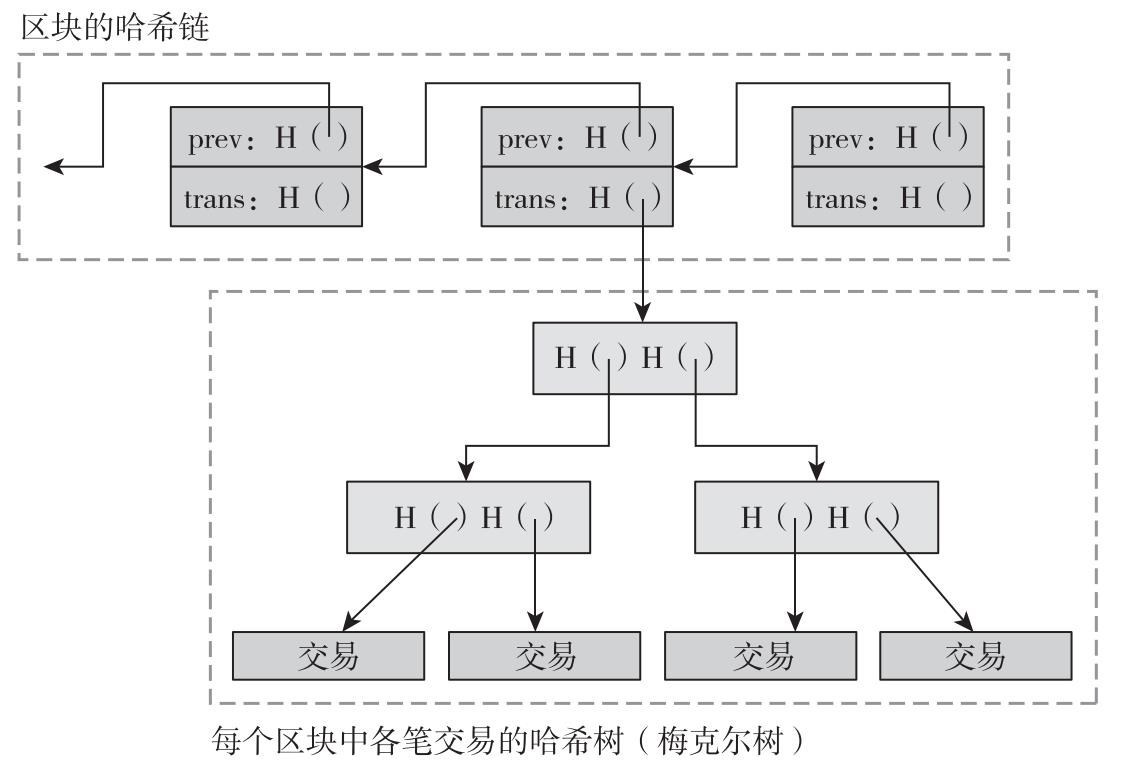 区块的哈希链
prev：H（ ） prev：H（ ） prev：H（ ）
trans：H（ ） trans：H（ ） trans：H（ ）
H（ ）H（ ）
H（ ）H（ ） H（ ）H（ ）
交易 交易 交易 交易
每个区块中各笔交易的哈希树（梅克尔树）